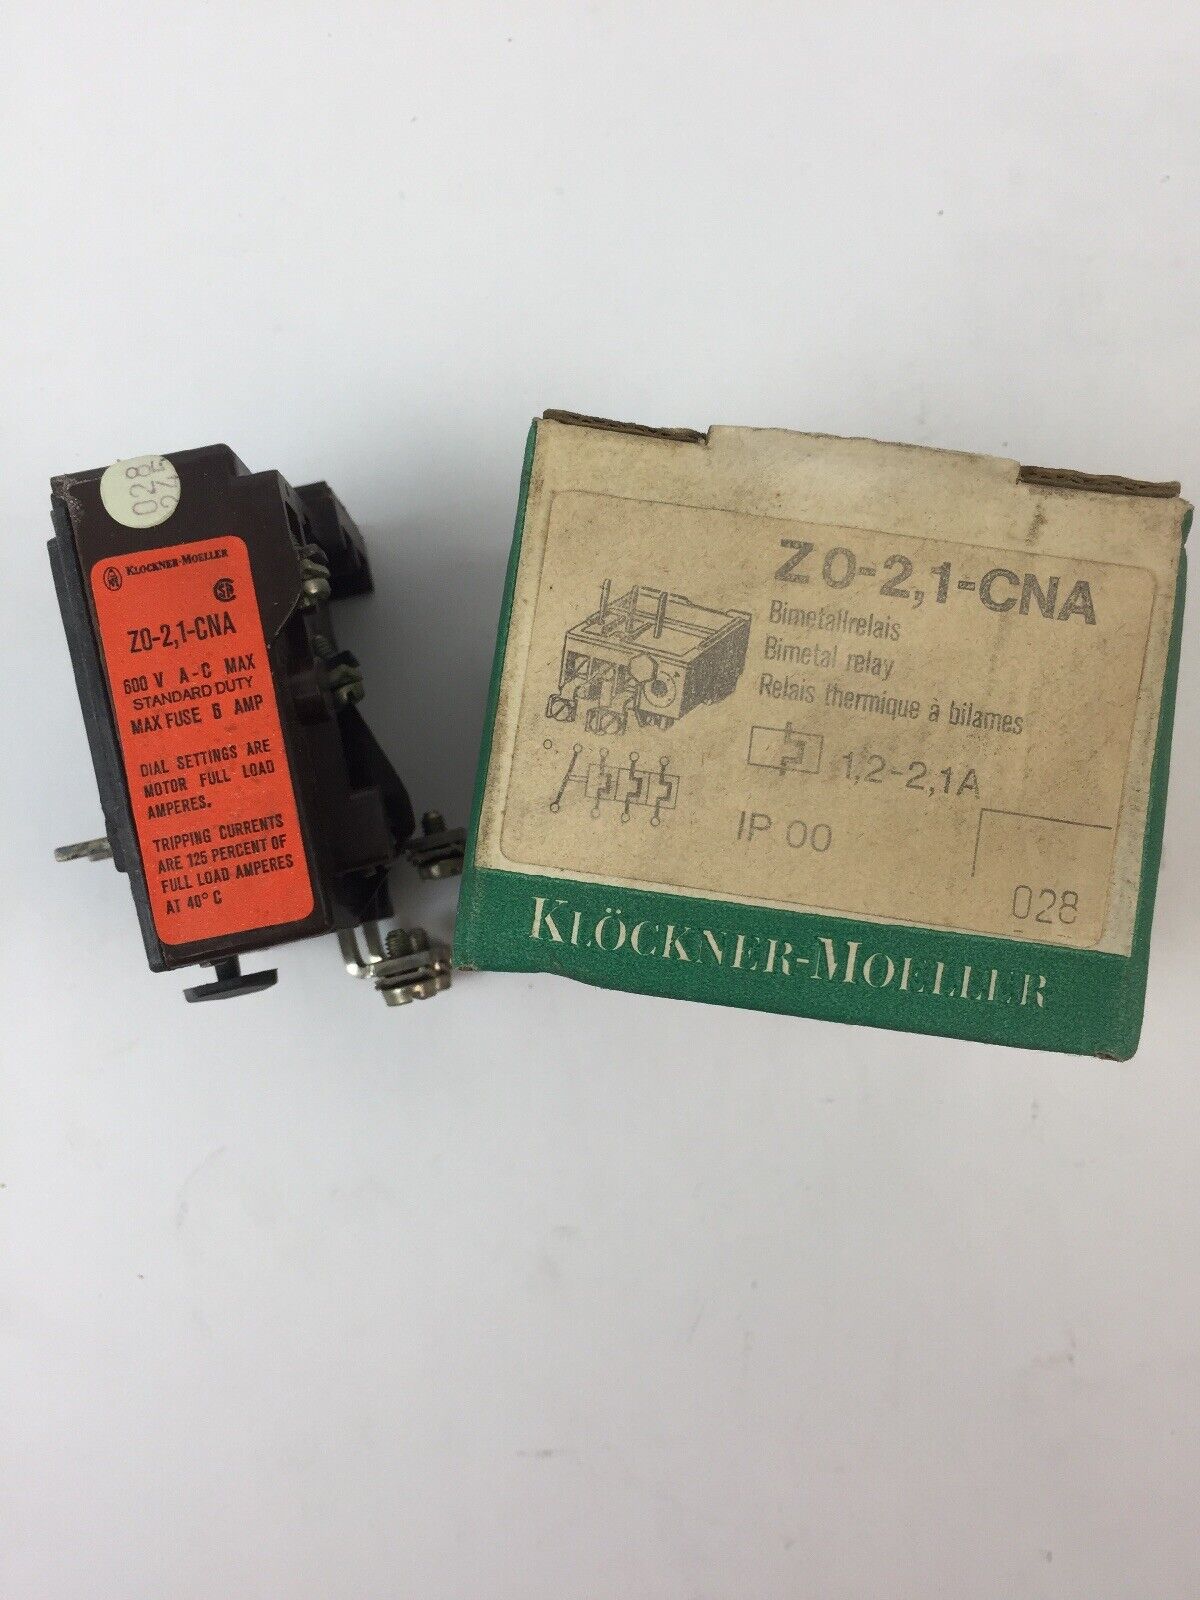 028
KLOCKNER-MOELLER
ZO-2,1-CNA
600 V A-C MAX
STANDARD DUTY
MAX FUSE 6 AMP
DIAL SETTINGS ARE
MOTOR FULL LOAD
AMPERES.
TRIPPING CURRENTS
ARE 125 PERCENT OF
FULL LOAD AMPERES
AT 40° C
ZO-2,1-CNA
Bimetallrelais
Bimetal relay
Relais thermique à bilames
1,2-2,1A
IP 00
028
KLÖCKNER-MOELLER